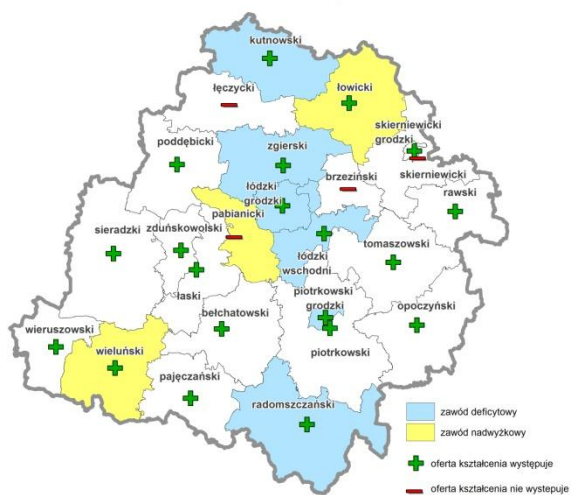 kutnowski
łęczycki
łowicki
skierniewicki
grodzki
poddębicki
zgierski
brzeziński
skierniewicki
łódzki
grodzki
rawski
pabianicki
sieradzki
zduńskowolski
tomaszowski
łódzki
wschodni
łaski
piotrkowski
grodzki
bełchatowski
opoczyński
wieruszowski
wieluński
piotrkowski
pajęczański
radomszczański
zawód deficytowy
zawód nadwyżkowy
oferta kształcenia występuje
oferta kształcenia nie wystepuje